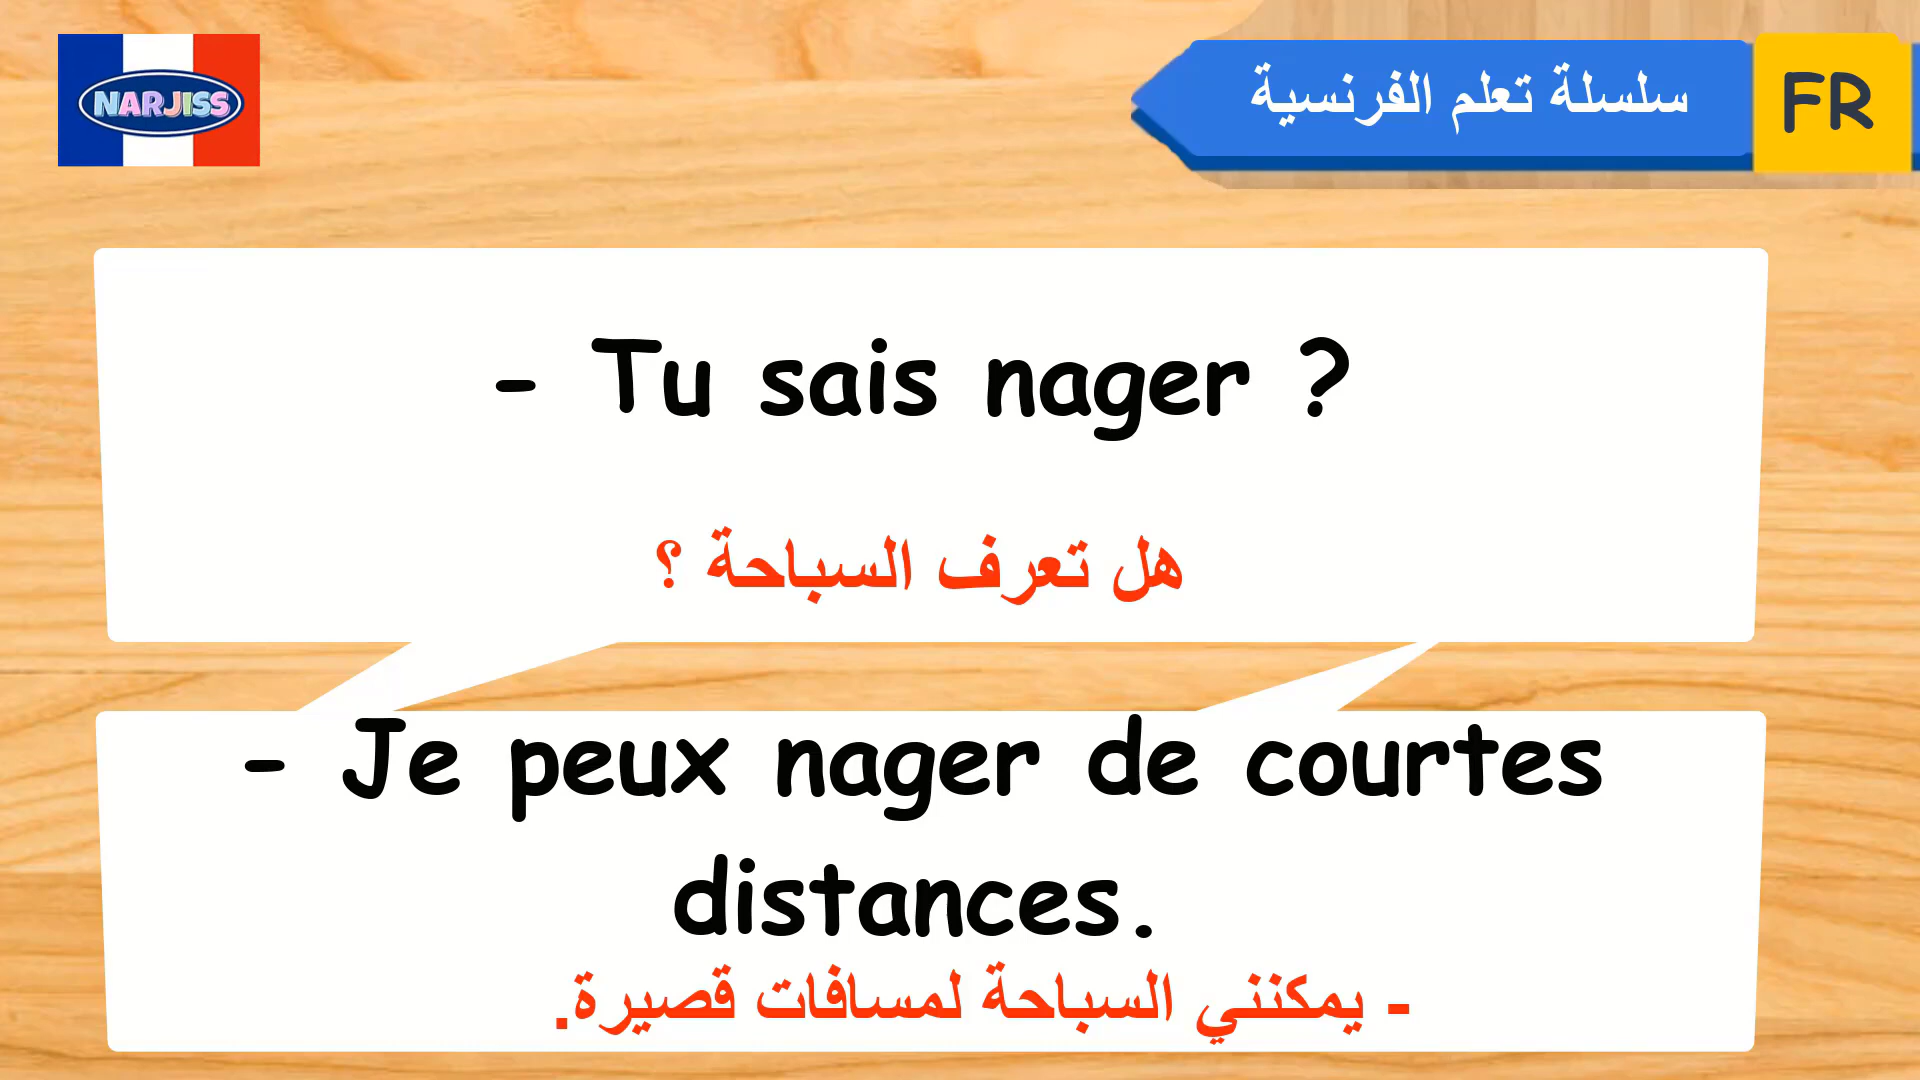 NARJISS
سلسلة تعلم الفرنسية
FR
- Tu sais nager ?
هل تعرف السباحة ؟
- Je peux nager de courtes
distances.
- يمكنني السباحة لمسافات قصيرة.